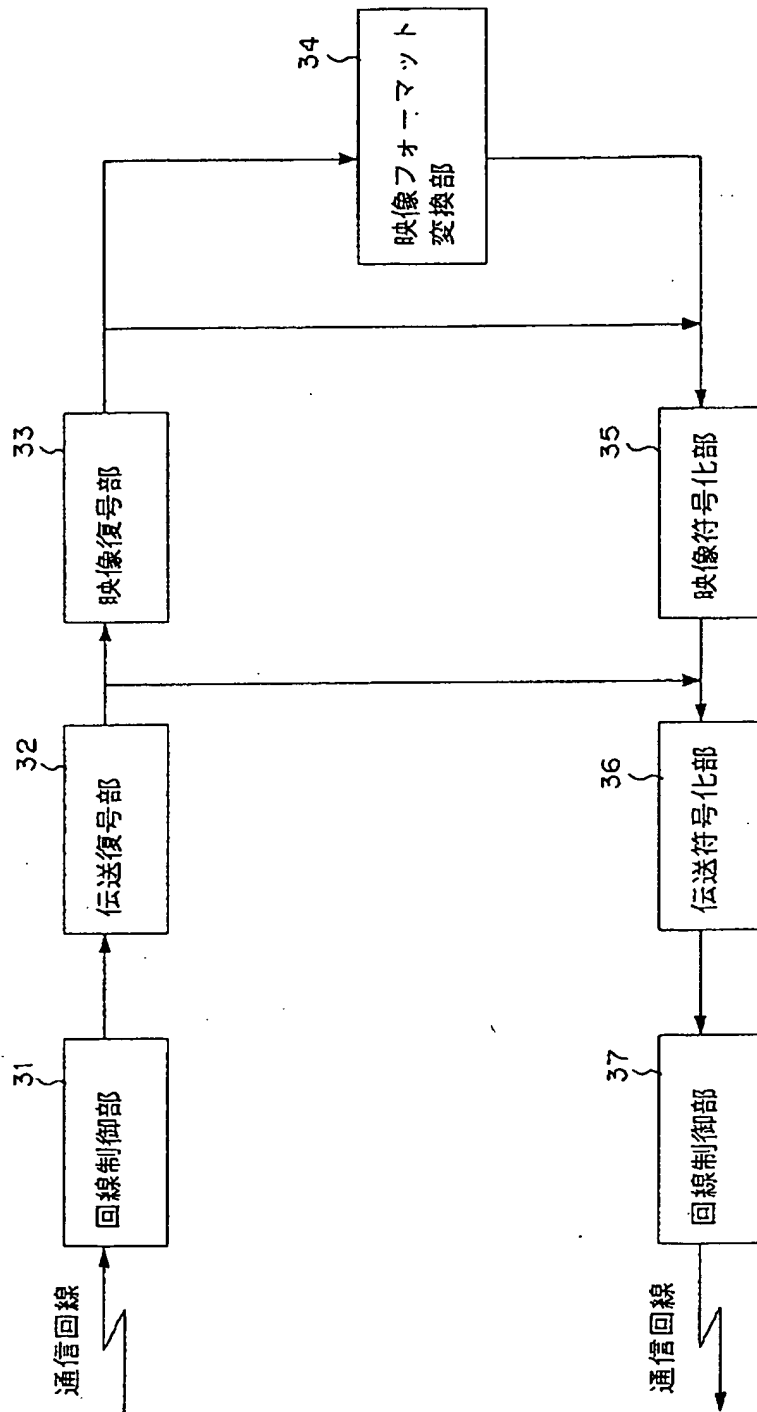 通信回線
31
回線制御部
32
伝送復号部
33
映像復号部
34
映像フォーマット
変換部
35
映像符号化部
36
伝送符号化部
37
回線制御部
通信回線